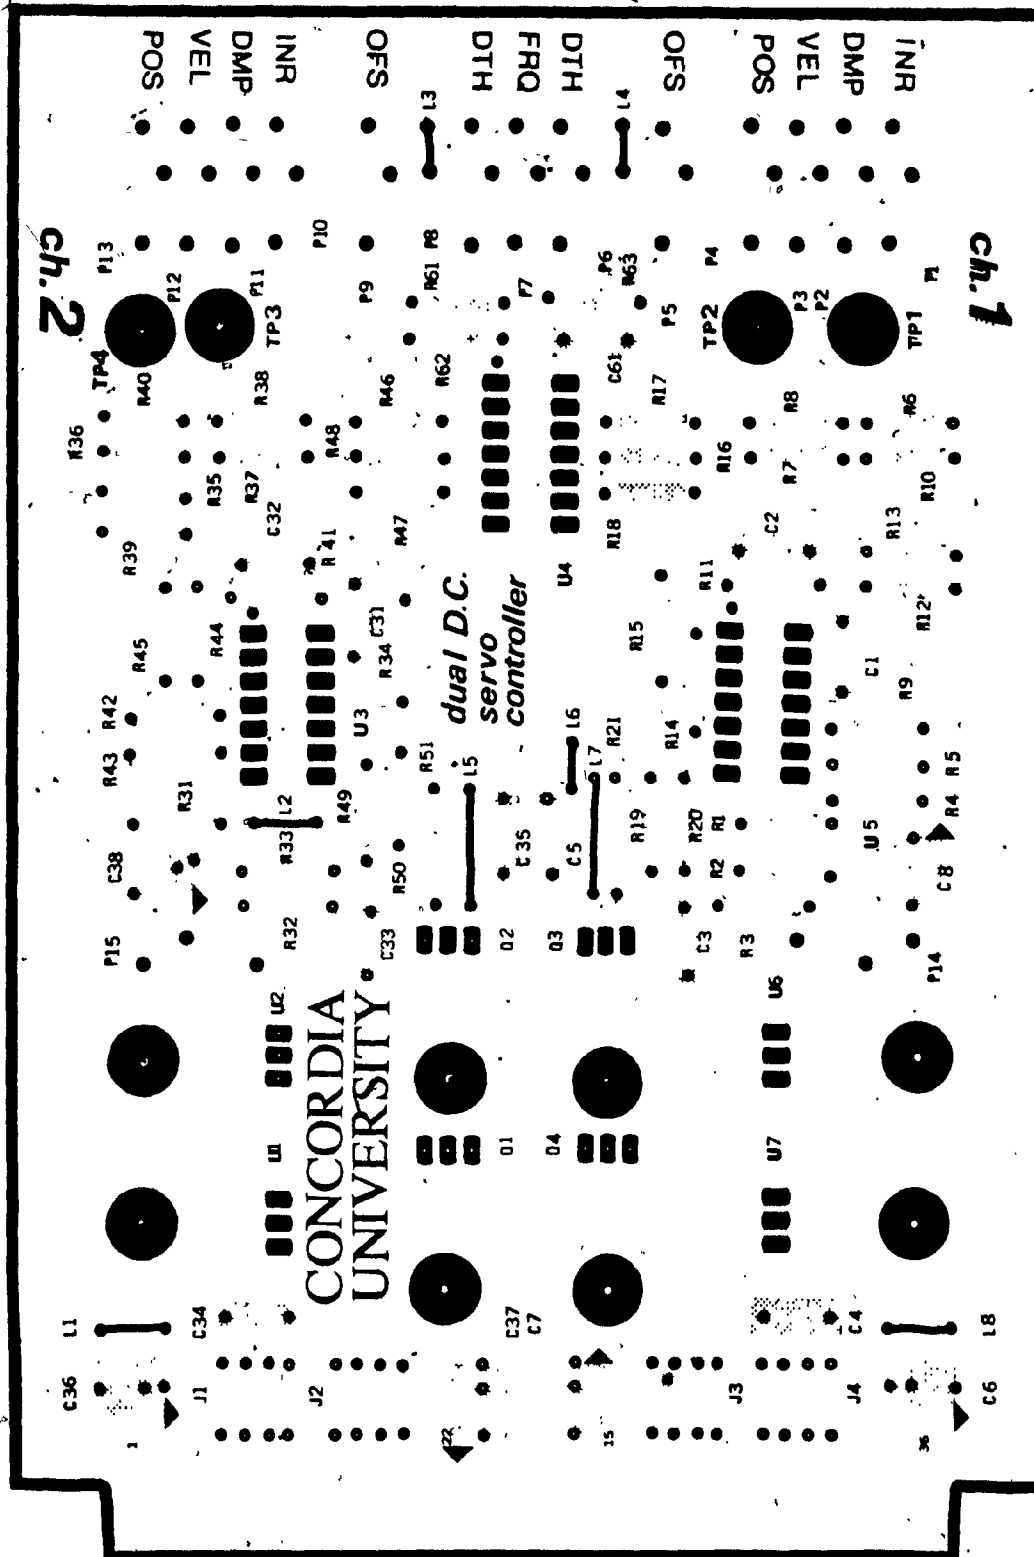 POS
VEL
DMP
INR
OFS
DTH
FRQ
DTH
OFS
POS
VEL
DMP
INR
L3
L4
ch.2
ch.1
P13
P12
P11
P10
P9
P8
R61
P7
P6
R63
P5
P4
P3
P2
P1
TP4
TP3
TP2
TP1
R40
R38
R46
R62
C61
R17
R8
R6
R36
R35
R37
R48
R16
R7
R10
C32
R47
R18
C2
R13
R39
R41
U4
R11
R12
R45
R44
C31
R34
dual D.C.
servo
controller
R15
C1
R9
R42
U3
L6
R21
R14
R43
R31
L2
R49
R51
L5
L7
R5
R4
C38
R33
R50
C35
C5
R19
R20
R1
R2
U5
C8
P15
R32
C33
Q2
Q3
C3
R3
P14
U2
U6
CONCORDIA
UNIVERSITY
U1
Q1
Q4
U7
L1
C34
C37
C7
C4
L8
C36
J1
J2
J3
J4
C6
1
22
15
36